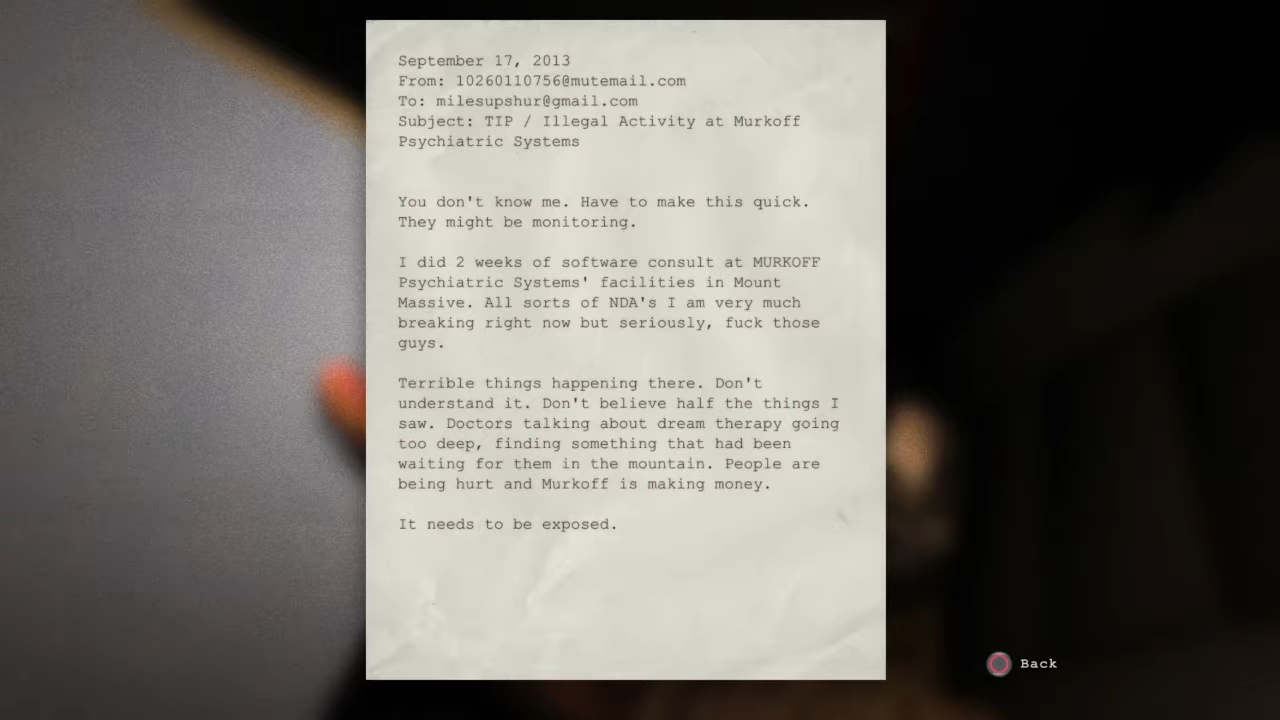 September 17, 2013
From: 10260110756@mutemail.com
To: milesupshur@gmail.com
Subject: TIP / Illegal Activity at Murkoff
Psychiatric Systems
You don't know me. Have to make this quick.
They might be monitoring.
I did 2 weeks of software consult at MURKOFF
Psychiatric Systems' facilities in Mount
Massive. All sorts of NDA's I am very much
breaking right now but seriously, fuck those
guys.
Terrible things happening there. Don't
understand it. Don't believe half the things I
saw. Doctors talking about dream therapy going
too deep, finding something that had been
waiting for them in the mountain. People are
being hurt and Murkoff is making money.
It needs to be exposed.
Back